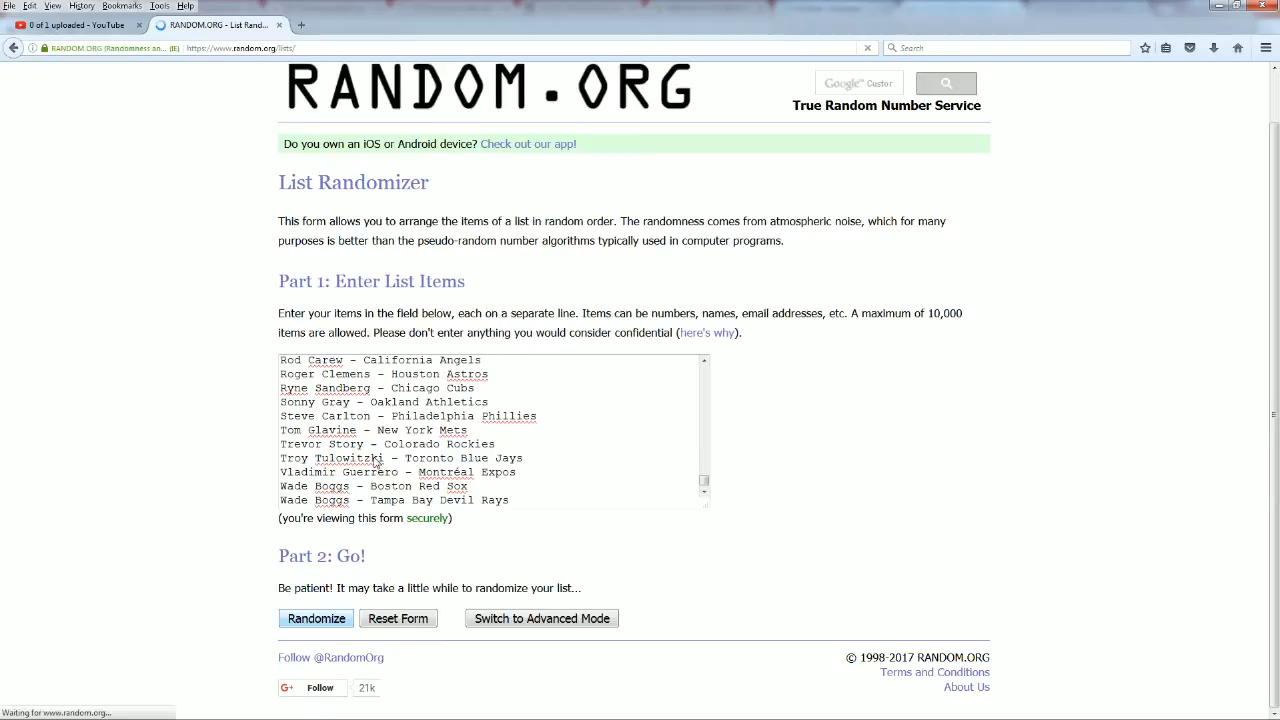 File Edit View History Bookmarks Tools Help
0 of 1 uploaded - YouTube × RANDOM.ORG - List Rand... ×
RANDOM.ORG (Randomness an... (IE) https://www.random.org/lists/ Search
RANDOM.ORG
Google™ Custor
True Random Number Service
Do you own an iOS or Android device? Check out our app!
List Randomizer
This form allows you to arrange the items of a list in random order. The randomness comes from atmospheric noise, which for many
purposes is better than the pseudo-random number algorithms typically used in computer programs.
Part 1: Enter List Items
Enter your items in the field below, each on a separate line. Items can be numbers, names, email addresses, etc. A maximum of 10,000
items are allowed. Please don't enter anything you would consider confidential (here's why).
Rod Carew - California Angels
Roger Clemens - Houston Astros
Ryne Sandberg - Chicago Cubs
Sonny Gray - Oakland Athletics
Steve Carlton - Philadelphia Phillies
Tom Glavine - New York Mets
Trevor Story - Colorado Rockies
Troy Tulowitzki - Toronto Blue Jays
Vladimir Guerrero - Montréal Expos
Wade Boggs - Boston Red Sox
Wade Boggs - Tampa Bay Devil Rays
(you're viewing this form securely)
Part 2: Go!
Be patient! It may take a little while to randomize your list...
Randomize Reset Form Switch to Advanced Mode
Follow @RandomOrg © 1998-2017 RANDOM.ORG
Terms and Conditions
G+ Follow 21k About Us
Waiting for www.random.org...